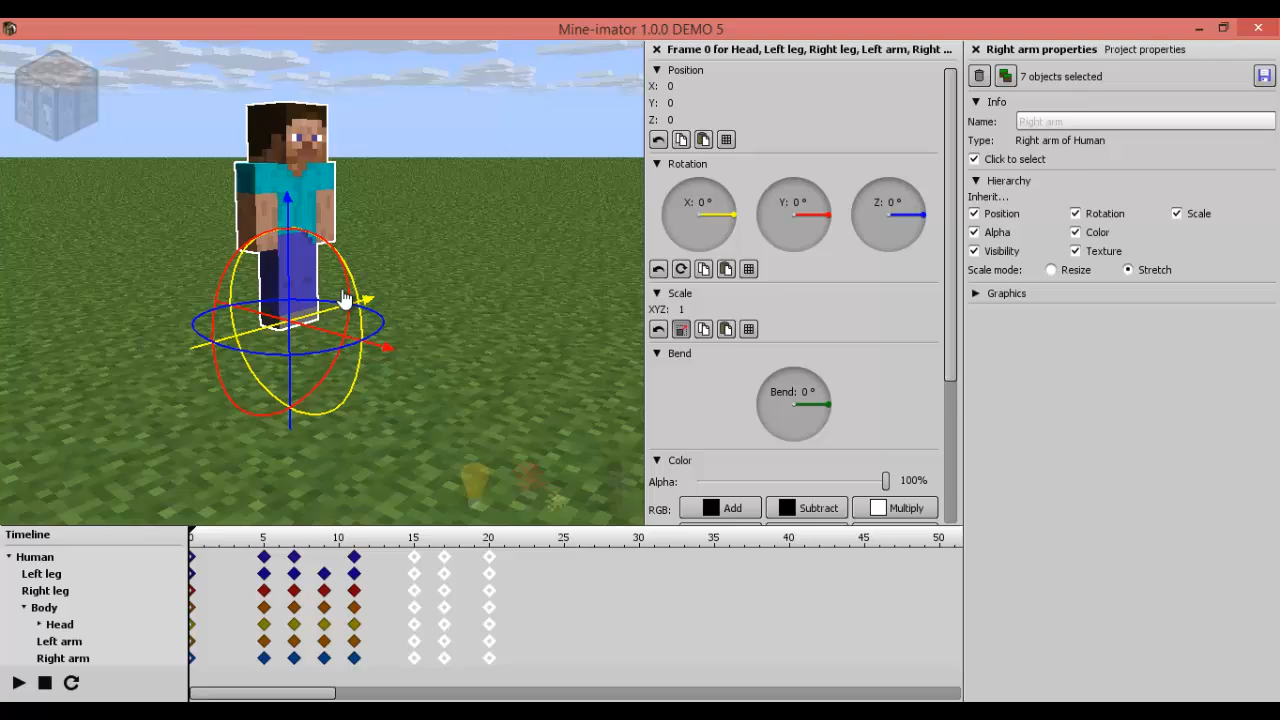 Mine-imator 1.0.0 DEMO 5
Frame 0 for Head, Left leg, Right leg, Left arm, Right ...
Position
X: 0
Y: 0
Z: 0
Rotation
X: 0 °
Y: 0 °
Z: 0 °
Scale
XYZ: 1
Bend
Bend: 0 °
Color
Alpha:
100%
RGB:
Add
Subtract
Multiply
Right arm properties
Project properties
7 objects selected
Info
Name: Right arm
Type: Right arm of Human
Click to select
Hierarchy
Inherit...
Position
Rotation
Scale
Alpha
Color
Visibility
Texture
Scale mode: Resize Stretch
Graphics
Timeline
0 5 10 15 20 25 30 35 40 45 50
Human
Left leg
Right leg
Body
Head
Left arm
Right arm